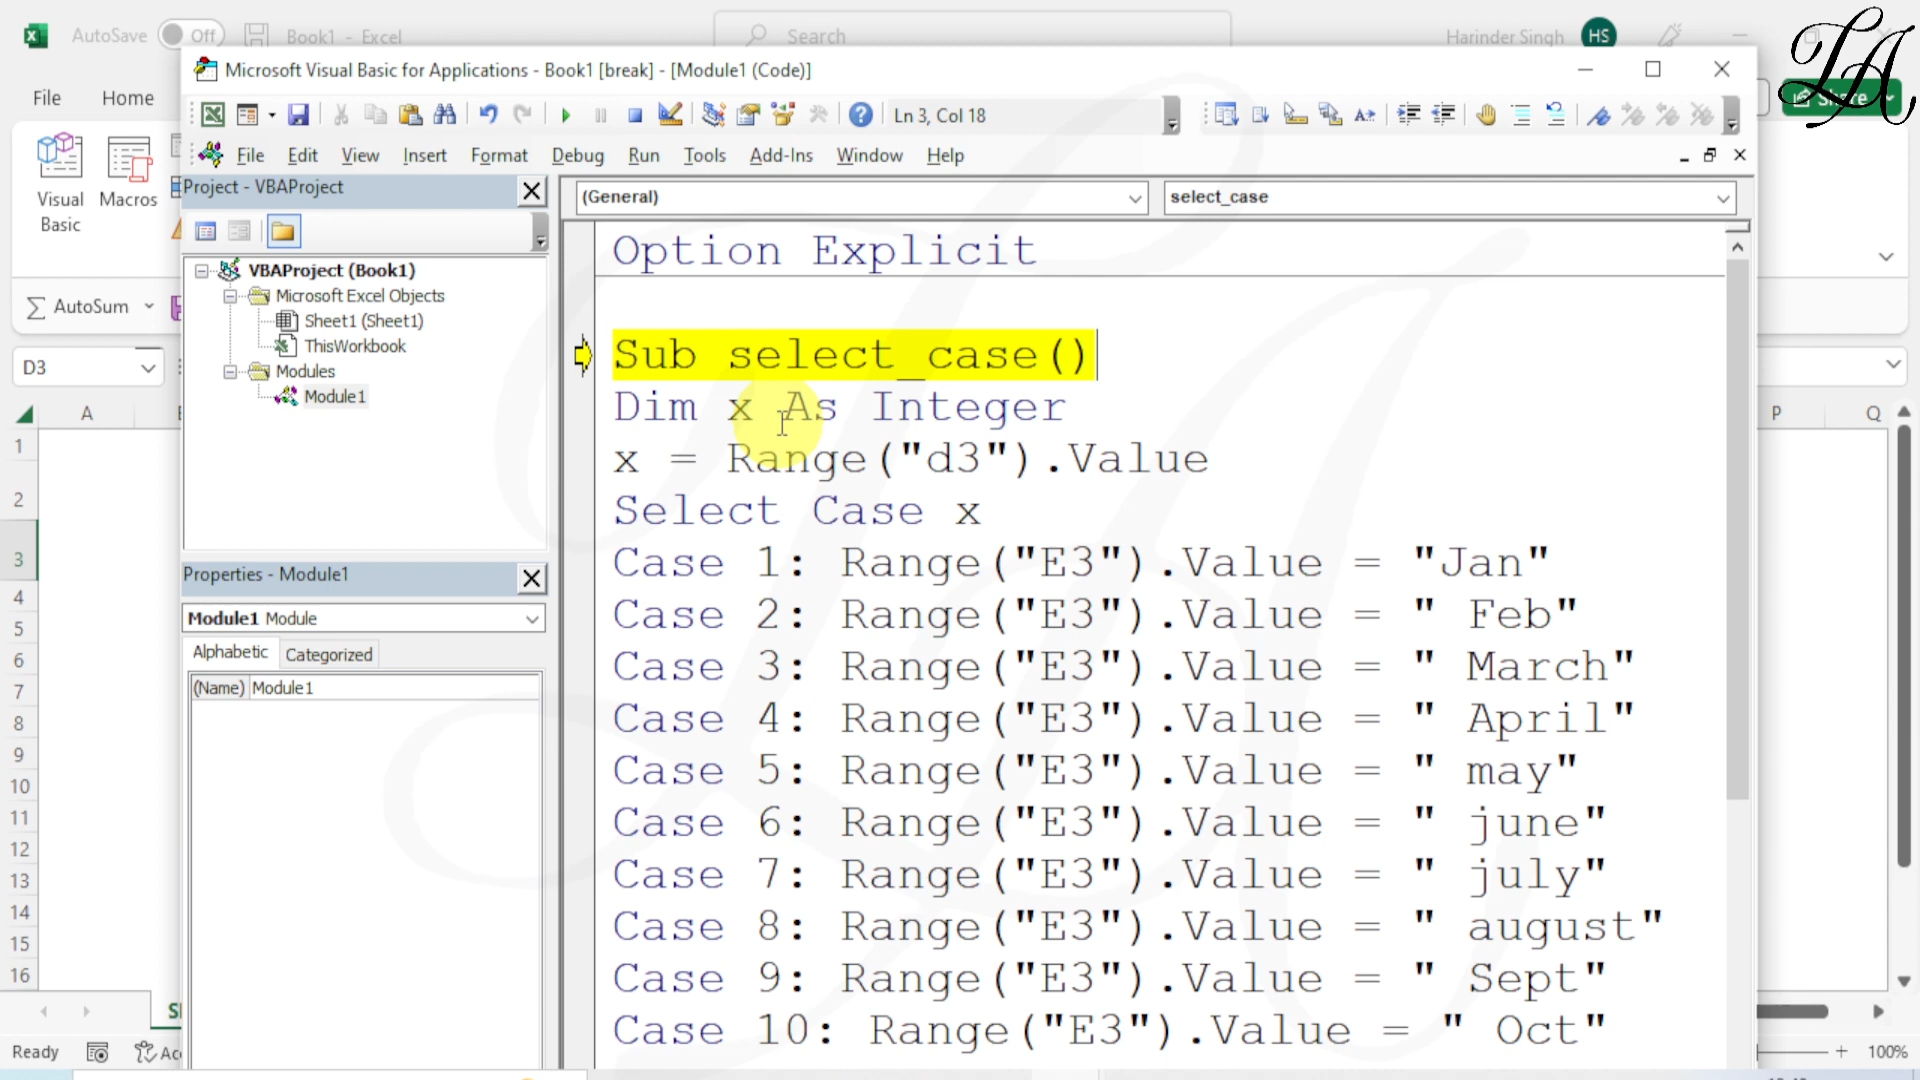 AutoSave Off Book1 - Excel Search Harinder Singh HS
LA
Microsoft Visual Basic for Applications - Book1 [break] - [Module1 (Code)]
File Home Share
Ln 3, Col 18
File Edit View Insert Format Debug Run Tools Add-Ins Window Help
Visual Basic
Macros
Project - VBAProject
(General) select_case
VBAProject (Book1)
Microsoft Excel Objects
Sheet1 (Sheet1)
ThisWorkbook
Modules
Module1
AutoSum
D3
A P Q
1
2
3
4
5
6
7
8
9
10
11
12
13
14
15
16
Properties - Module1
Module1 Module
Alphabetic Categorized
(Name) Module1
Option Explicit
Sub select_case()
Dim x As Integer
x = Range("d3").Value
Select Case x
Case 1: Range("E3").Value = "Jan"
Case 2: Range("E3").Value = " Feb"
Case 3: Range("E3").Value = " March"
Case 4: Range("E3").Value = " April"
Case 5: Range("E3").Value = " may"
Case 6: Range("E3").Value = " june"
Case 7: Range("E3").Value = " july"
Case 8: Range("E3").Value = " august"
Case 9: Range("E3").Value = " Sept"
Case 10: Range("E3").Value = " Oct"
Ready 100%